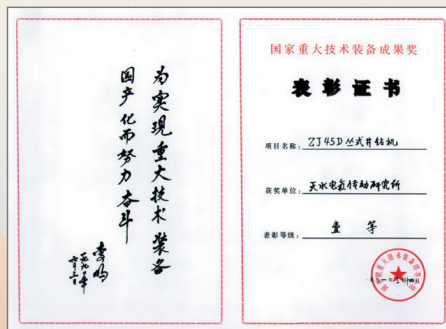 为实现重大技术装备
国产化而努力奋斗
李鹏
国家重大技术装备成果奖
表彰证书
项目名称：ZJ45D丛式井钻机
获奖单位：天水电气传动研究所
表彰等级：壹等